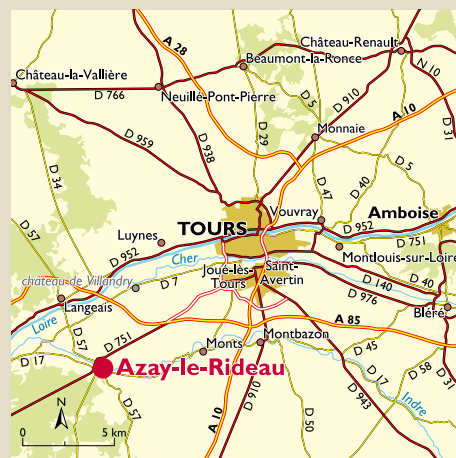 A 28
Château-Renault
Beaumont-la-Ronce
N 10
Château-la-Vallière
D 766
Neuillé-Pont-Pierre
D 5
D 910
A 10
D 31
D 959
D 938
D 29
Monnaie
D 5
D 34
D 47
D 40
D 57
TOURS
Vouvray
Amboise
Luynes
D 952
D 952
D 751
Cher
Montlouis-sur-Loire
château de Villandry
D 7
Joué-lès-
Tours
Saint-
Avertin
D 140
D 40
D 976
Langeais
Loire
Bléré
A 85
D 57
D 751
D 17
Monts
Montbazon
D 45
Azay-le-Rideau
D 17
D 58
D 31
D 57
A 10
D 910
D 50
D 943
Indre
N
0 5 km